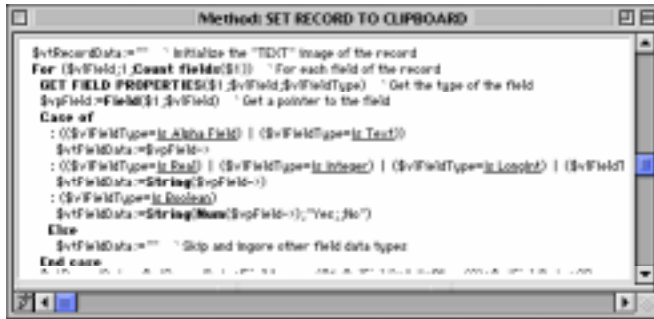 Method: SET RECORD TO CLIPBOARD
$vtRecordData:="" ` Initialize the "TEXT" image of the record
For ($vlField;1;Count fields($1)) ` For each field of the record
GET FIELD PROPERTIES($1;$vlField;$vlFieldType) ` Get the type of the field
$vpField:=Field($1;$vlField) ` Get a pointer to the field
Case of
: (($vlFieldType=Is Alpha Field) | ($vlFieldType=Is Text))
$vtFieldData:=$vpField->
: (($vlFieldType=Is Real) | ($vlFieldType=Is Integer) | ($vlFieldType=Is Longint) | ($vlFieldT
$vtFieldData:=String($vpField->)
: ($vlFieldType=Is Boolean)
$vtFieldData:=String(Num($vpField->);"Yes;;No")
Else
$vtFieldData:="" ` Skip and ingore other field data types
End case